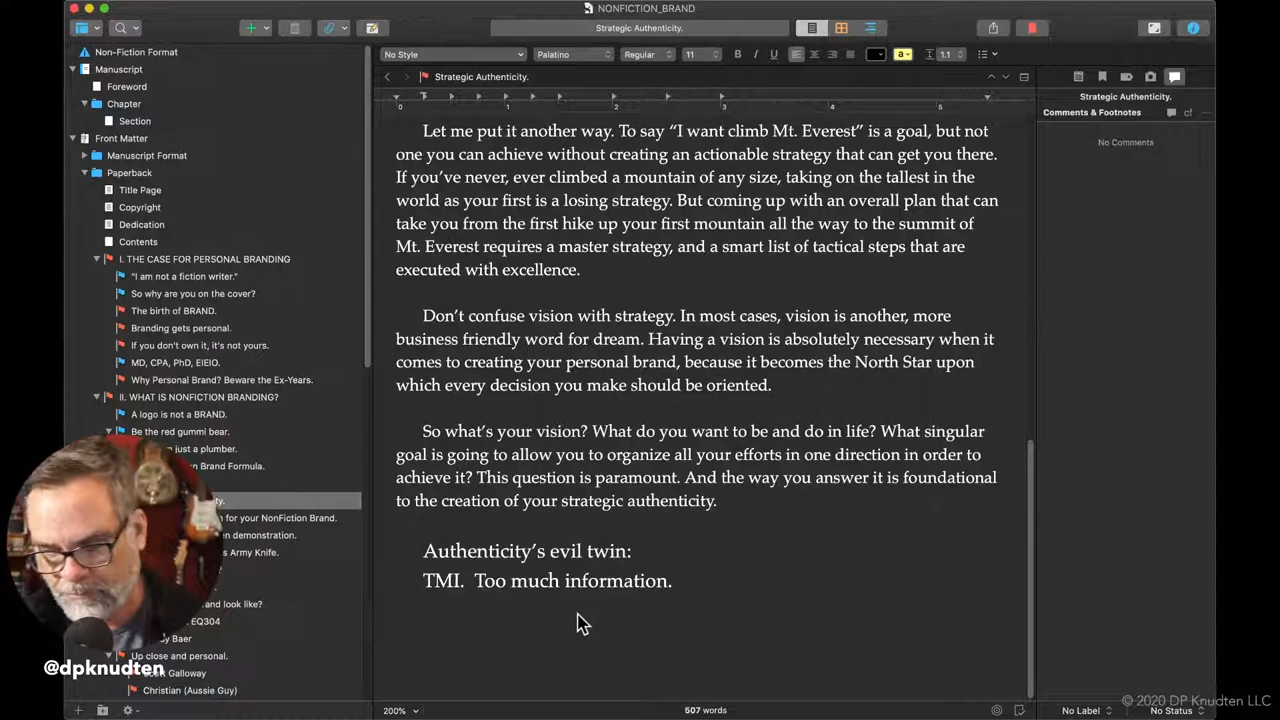 NONFICTION_BRAND
Strategic Authenticity.
No Style
Palatino
Regular
11
B
I
U
a
1.1
Non-Fiction Format
Manuscript
Foreword
Chapter
Section
Front Matter
Manuscript Format
Paperback
Title Page
Copyright
Dedication
Contents
I. THE CASE FOR PERSONAL BRANDING
"I am not a fiction writer."
So why are you on the cover?
The birth of BRAND.
Branding gets personal.
If you don't own it, it's not yours.
MD, CPA, PhD, EIEIO.
Why Personal Brand? Beware the Ex-Years.
II. WHAT IS NONFICTION BRANDING?
A logo is not a BRAND.
Be the red gummi bear.
just a plumber.
Brand Formula.
for your NonFiction Brand.
demonstration.
Army Knife.
and look like?
EQ304
Baer
Up close and personal.
Galloway
Christian (Aussie Guy)
@dpknudten
Strategic Authenticity.
0 1 2 3 5
Let me put it another way. To say “I want climb Mt. Everest” is a goal, but not
one you can achieve without creating an actionable strategy that can get you there.
If you’ve never, ever climbed a mountain of any size, taking on the tallest in the
world as your first is a losing strategy. But coming up with an overall plan that can
take you from the first hike up your first mountain all the way to the summit of
Mt. Everest requires a master strategy, and a smart list of tactical steps that are
executed with excellence.
Don’t confuse vision with strategy. In most cases, vision is another, more
business friendly word for dream. Having a vision is absolutely necessary when it
comes to creating your personal brand, because it becomes the North Star upon
which every decision you make should be oriented.
So what’s your vision? What do you want to be and do in life? What singular
goal is going to allow you to organize all your efforts in one direction in order to
achieve it? This question is paramount. And the way you answer it is foundational
to the creation of your strategic authenticity.
Authenticity’s evil twin:
TMI. Too much information.
200%
507 words
Strategic Authenticity.
Comments & Footnotes
No Comments
© 2020 DP Knudten LLC
No Label
No Status